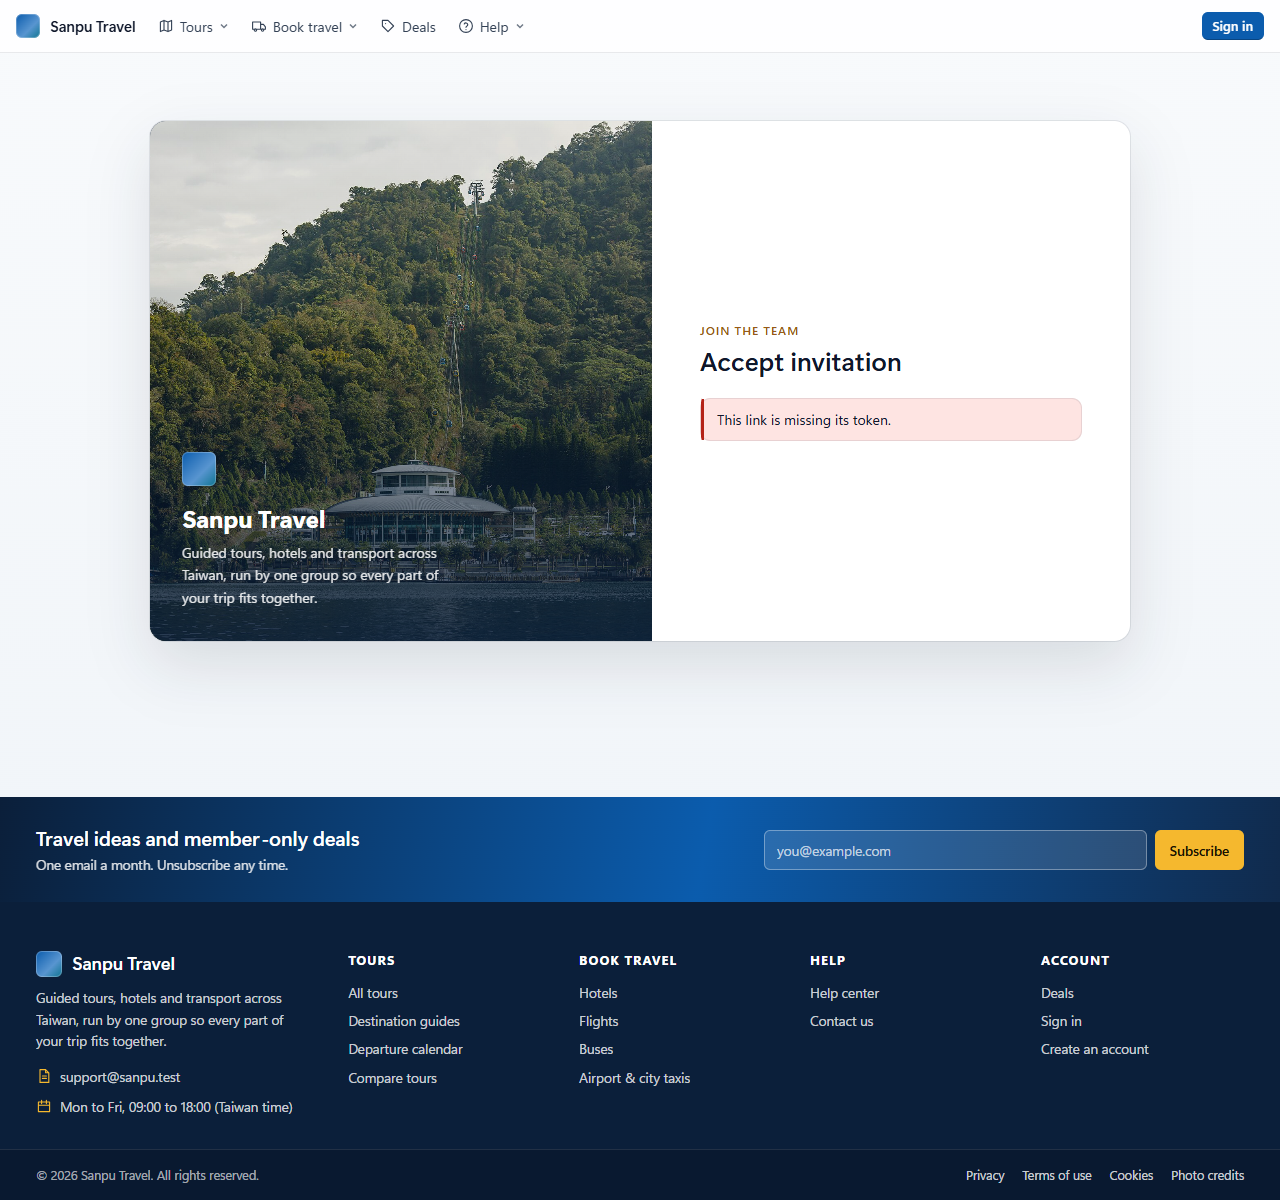 Sanpu Travel
Tours
Book travel
Deals
Help
Sign in
Sanpu Travel
Guided tours, hotels and transport across
Taiwan, run by one group so every part of
your trip fits together.
JOIN THE TEAM
Accept invitation
This link is missing its token.
Travel ideas and member-only deals
One email a month. Unsubscribe any time.
you@example.com
Subscribe
Sanpu Travel
Guided tours, hotels and transport across
Taiwan, run by one group so every part of
your trip fits together.
support@sanpu.test
Mon to Fri, 09:00 to 18:00 (Taiwan time)
TOURS
All tours
Destination guides
Departure calendar
Compare tours
BOOK TRAVEL
Hotels
Flights
Buses
Airport & city taxis
HELP
Help center
Contact us
ACCOUNT
Deals
Sign in
Create an account
© 2026 Sanpu Travel. All rights reserved.
Privacy
Terms of use
Cookies
Photo credits